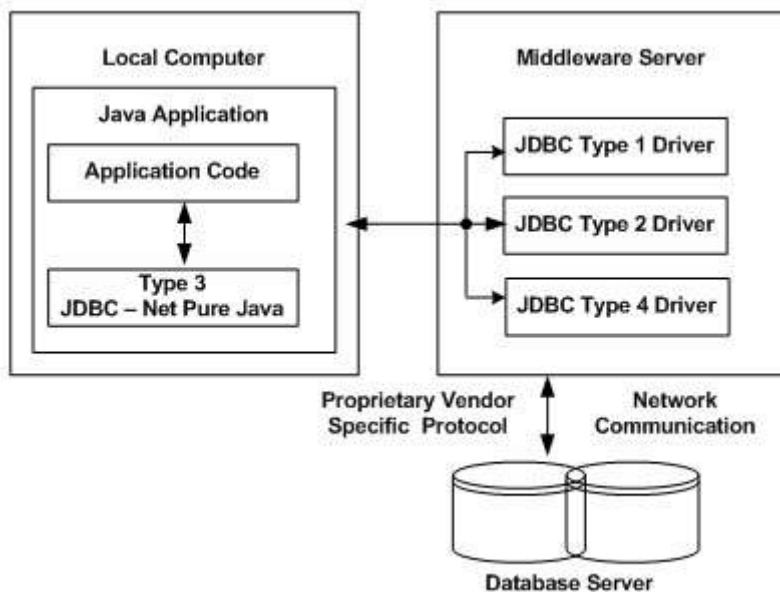 Local Computer
Java Application
Application Code
Type 3
JDBC – Net Pure Java
Middleware Server
JDBC Type 1 Driver
JDBC Type 2 Driver
JDBC Type 4 Driver
Proprietary Vendor
Specific Protocol
Network
Communication
Database Server